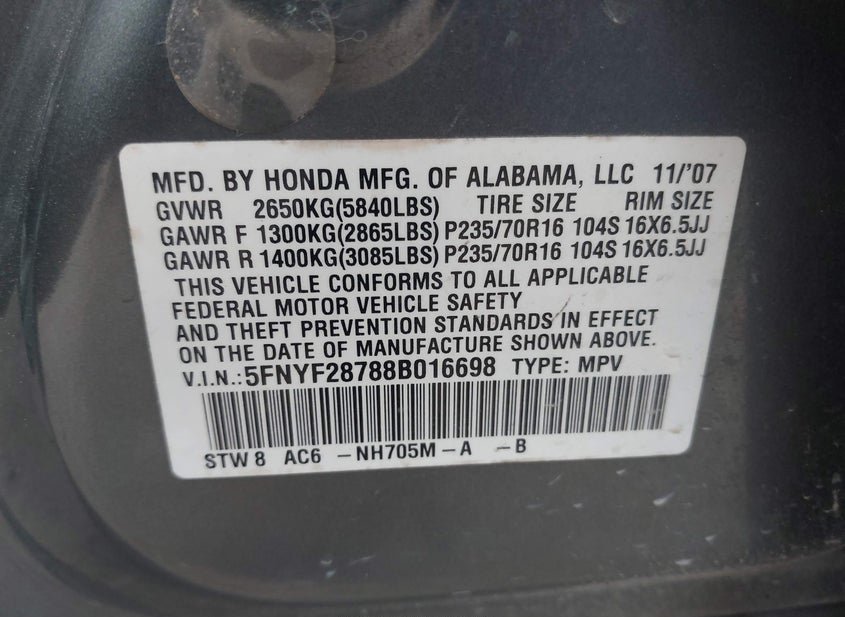 MFD. BY HONDA MFG. OF ALABAMA, LLC 11/'07
GVWR 2650KG(5840LBS) TIRE SIZE RIM SIZE
GAWR F 1300KG(2865LBS) P235/70R16 104S 16X6.5JJ
GAWR R 1400KG(3085LBS) P235/70R16 104S 16X6.5JJ
THIS VEHICLE CONFORMS TO ALL APPLICABLE
FEDERAL MOTOR VEHICLE SAFETY
AND THEFT PREVENTION STANDARDS IN EFFECT
ON THE DATE OF MANUFACTURE SHOWN ABOVE.
V.I.N.:5FNYF28788B016698 TYPE: MPV
STW 8 AC6 –NH705M–A –B